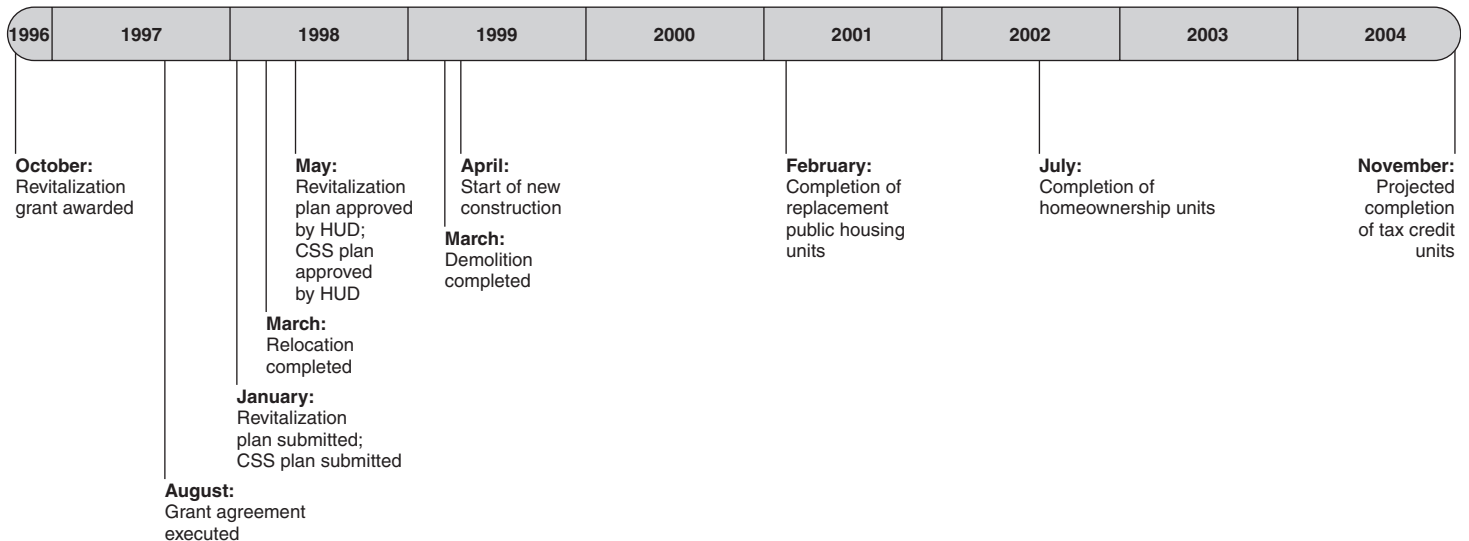 1996 1997 1998 1999 2000 2001 2002 2003 2004
October:
Revitalization
grant awarded
August:
Grant agreement
executed
January:
Revitalization
plan submitted;
CSS plan submitted
March:
Relocation
completed
May:
Revitalization
plan approved
by HUD;
CSS plan
approved
by HUD
March:
Demolition
completed
April:
Start of new
construction
February:
Completion of
replacement
public housing
units
July:
Completion of
homeownership units
November:
Projected
completion
of tax credit
units